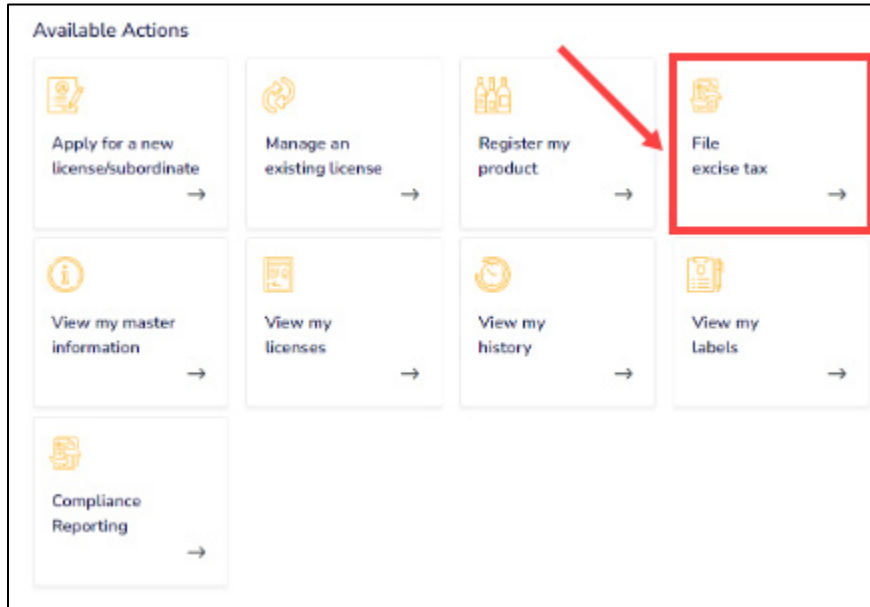 Available Actions
Apply for a new
license/subordinate
Manage an
existing license
Register my
product
File
excise tax
View my master
information
View my
licenses
View my
history
View my
labels
Compliance
Reporting